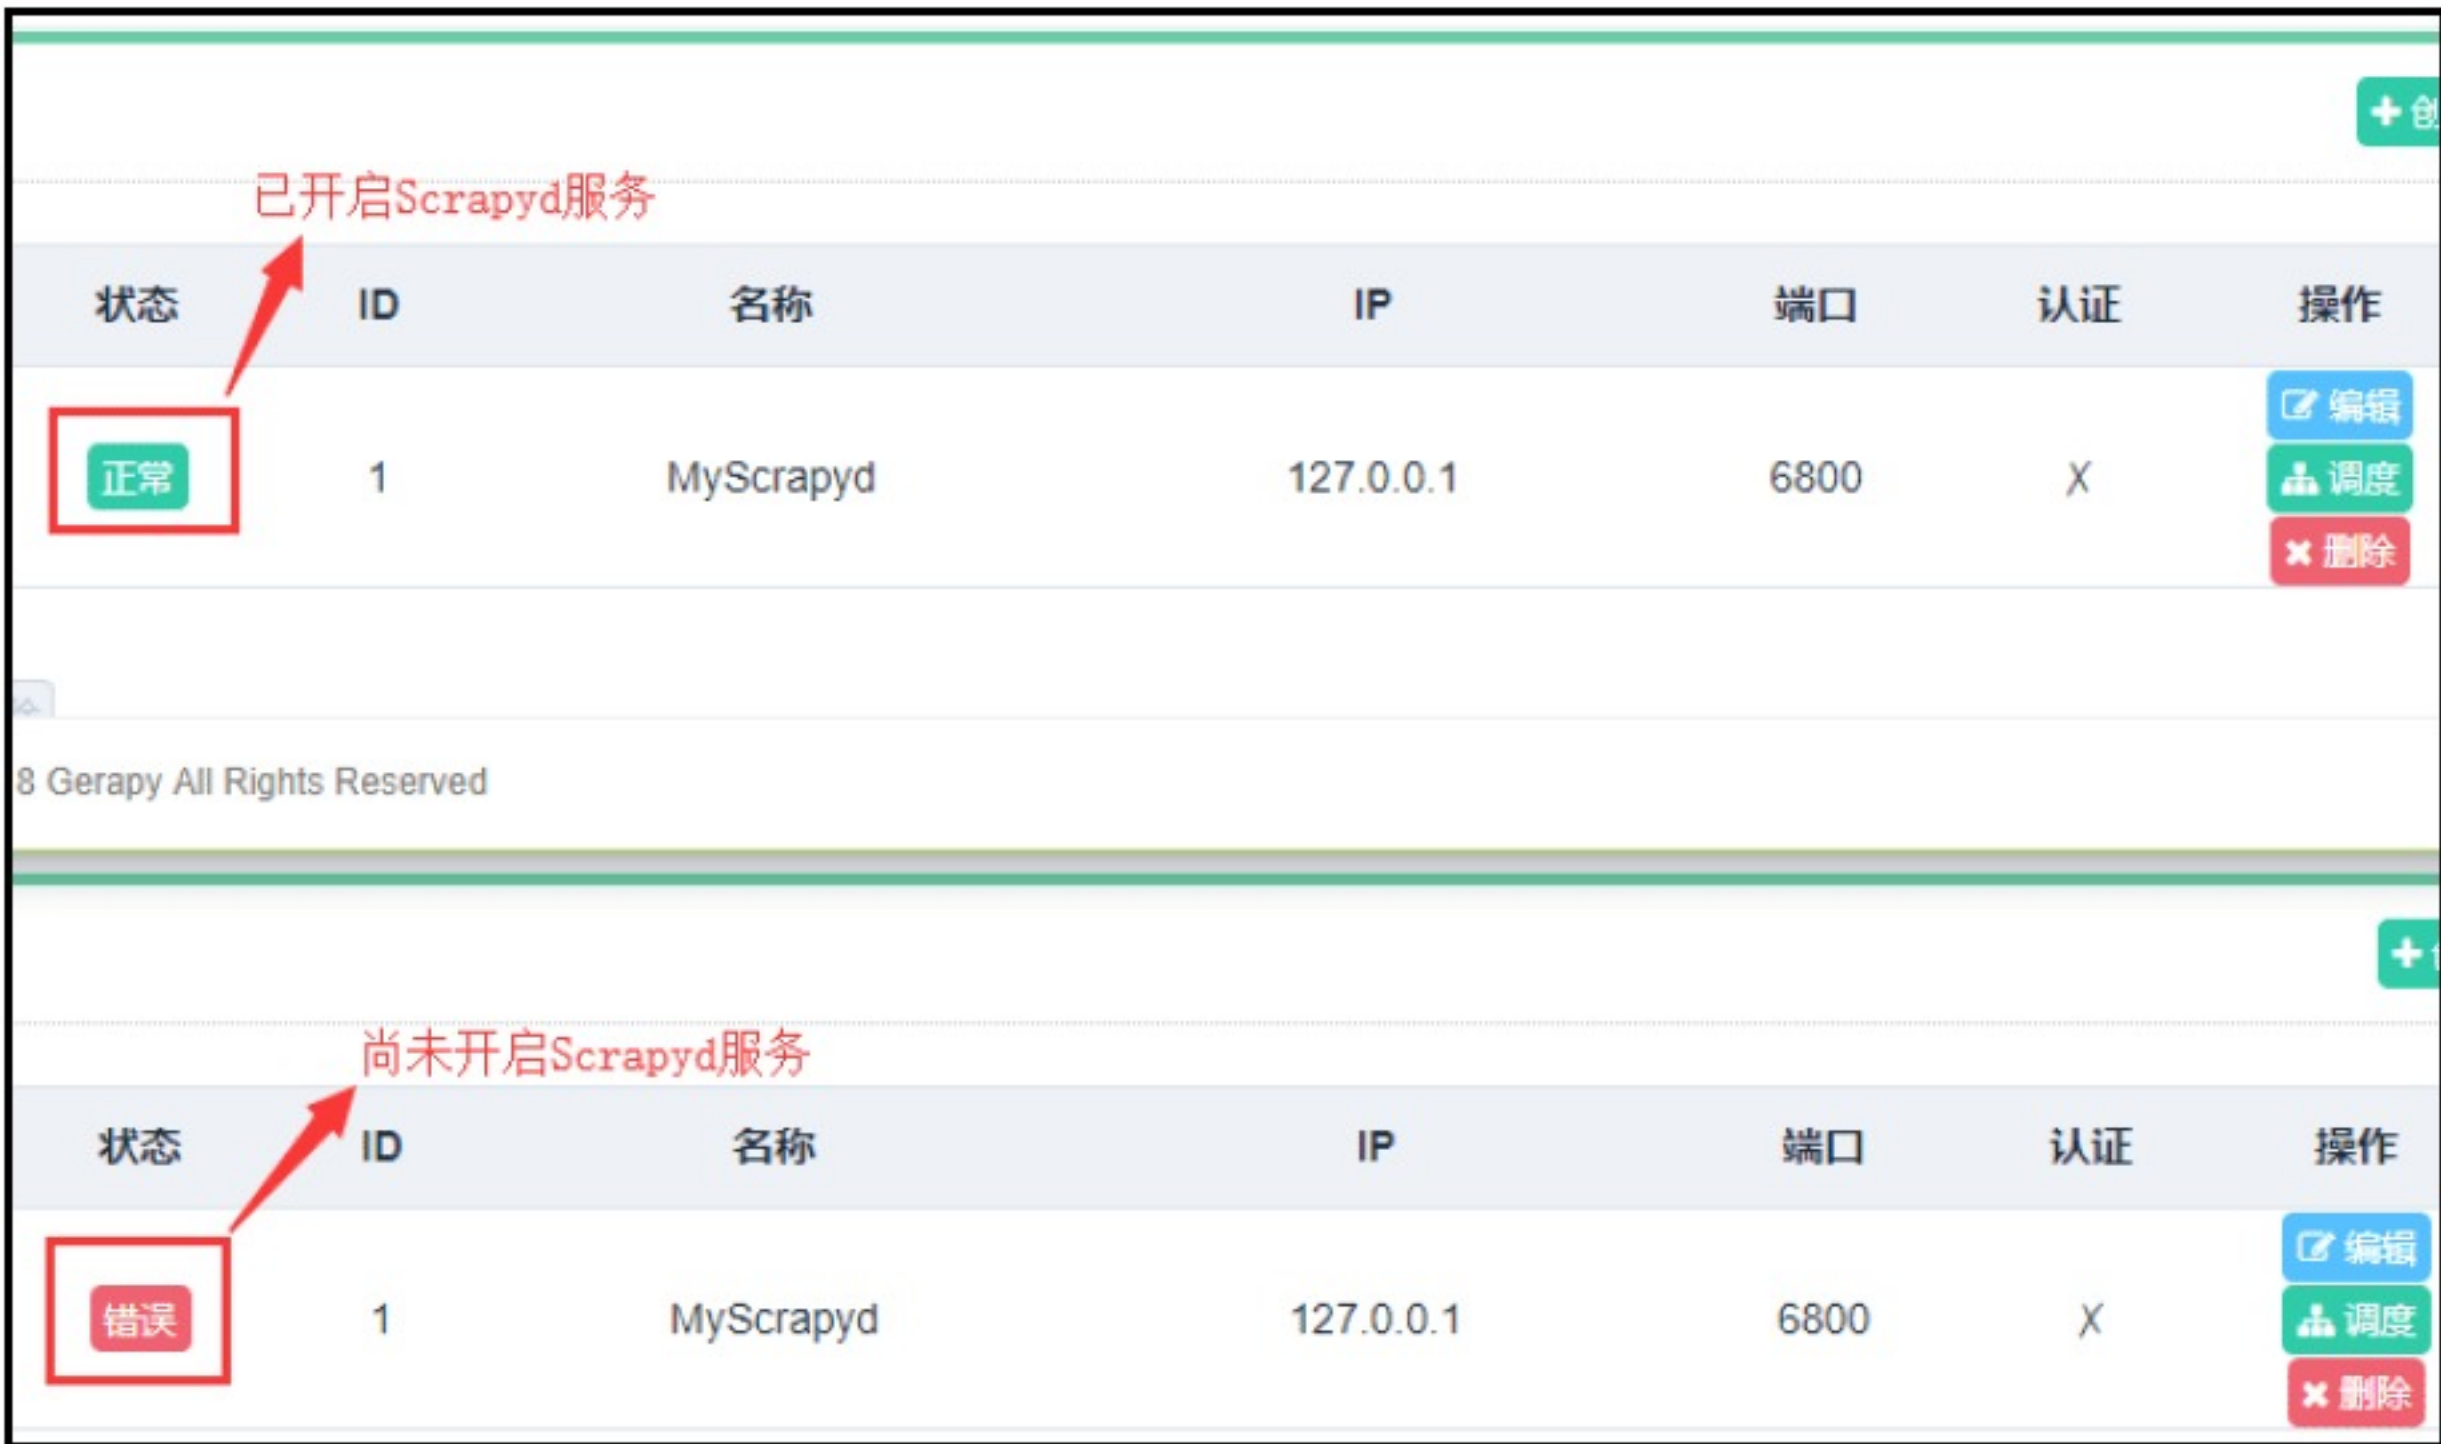 已开启Scrapyd服务
状态 ID 名称 IP 端口 认证 操作
编辑
正常 1 MyScrapyd 127.0.0.1 6800 X 调度
删除
8 Gerapy All Rights Reserved
尚未开启Scrapyd服务
状态 ID 名称 IP 端口 认证 操作
编辑
错误 1 MyScrapyd 127.0.0.1 6800 X 调度
删除